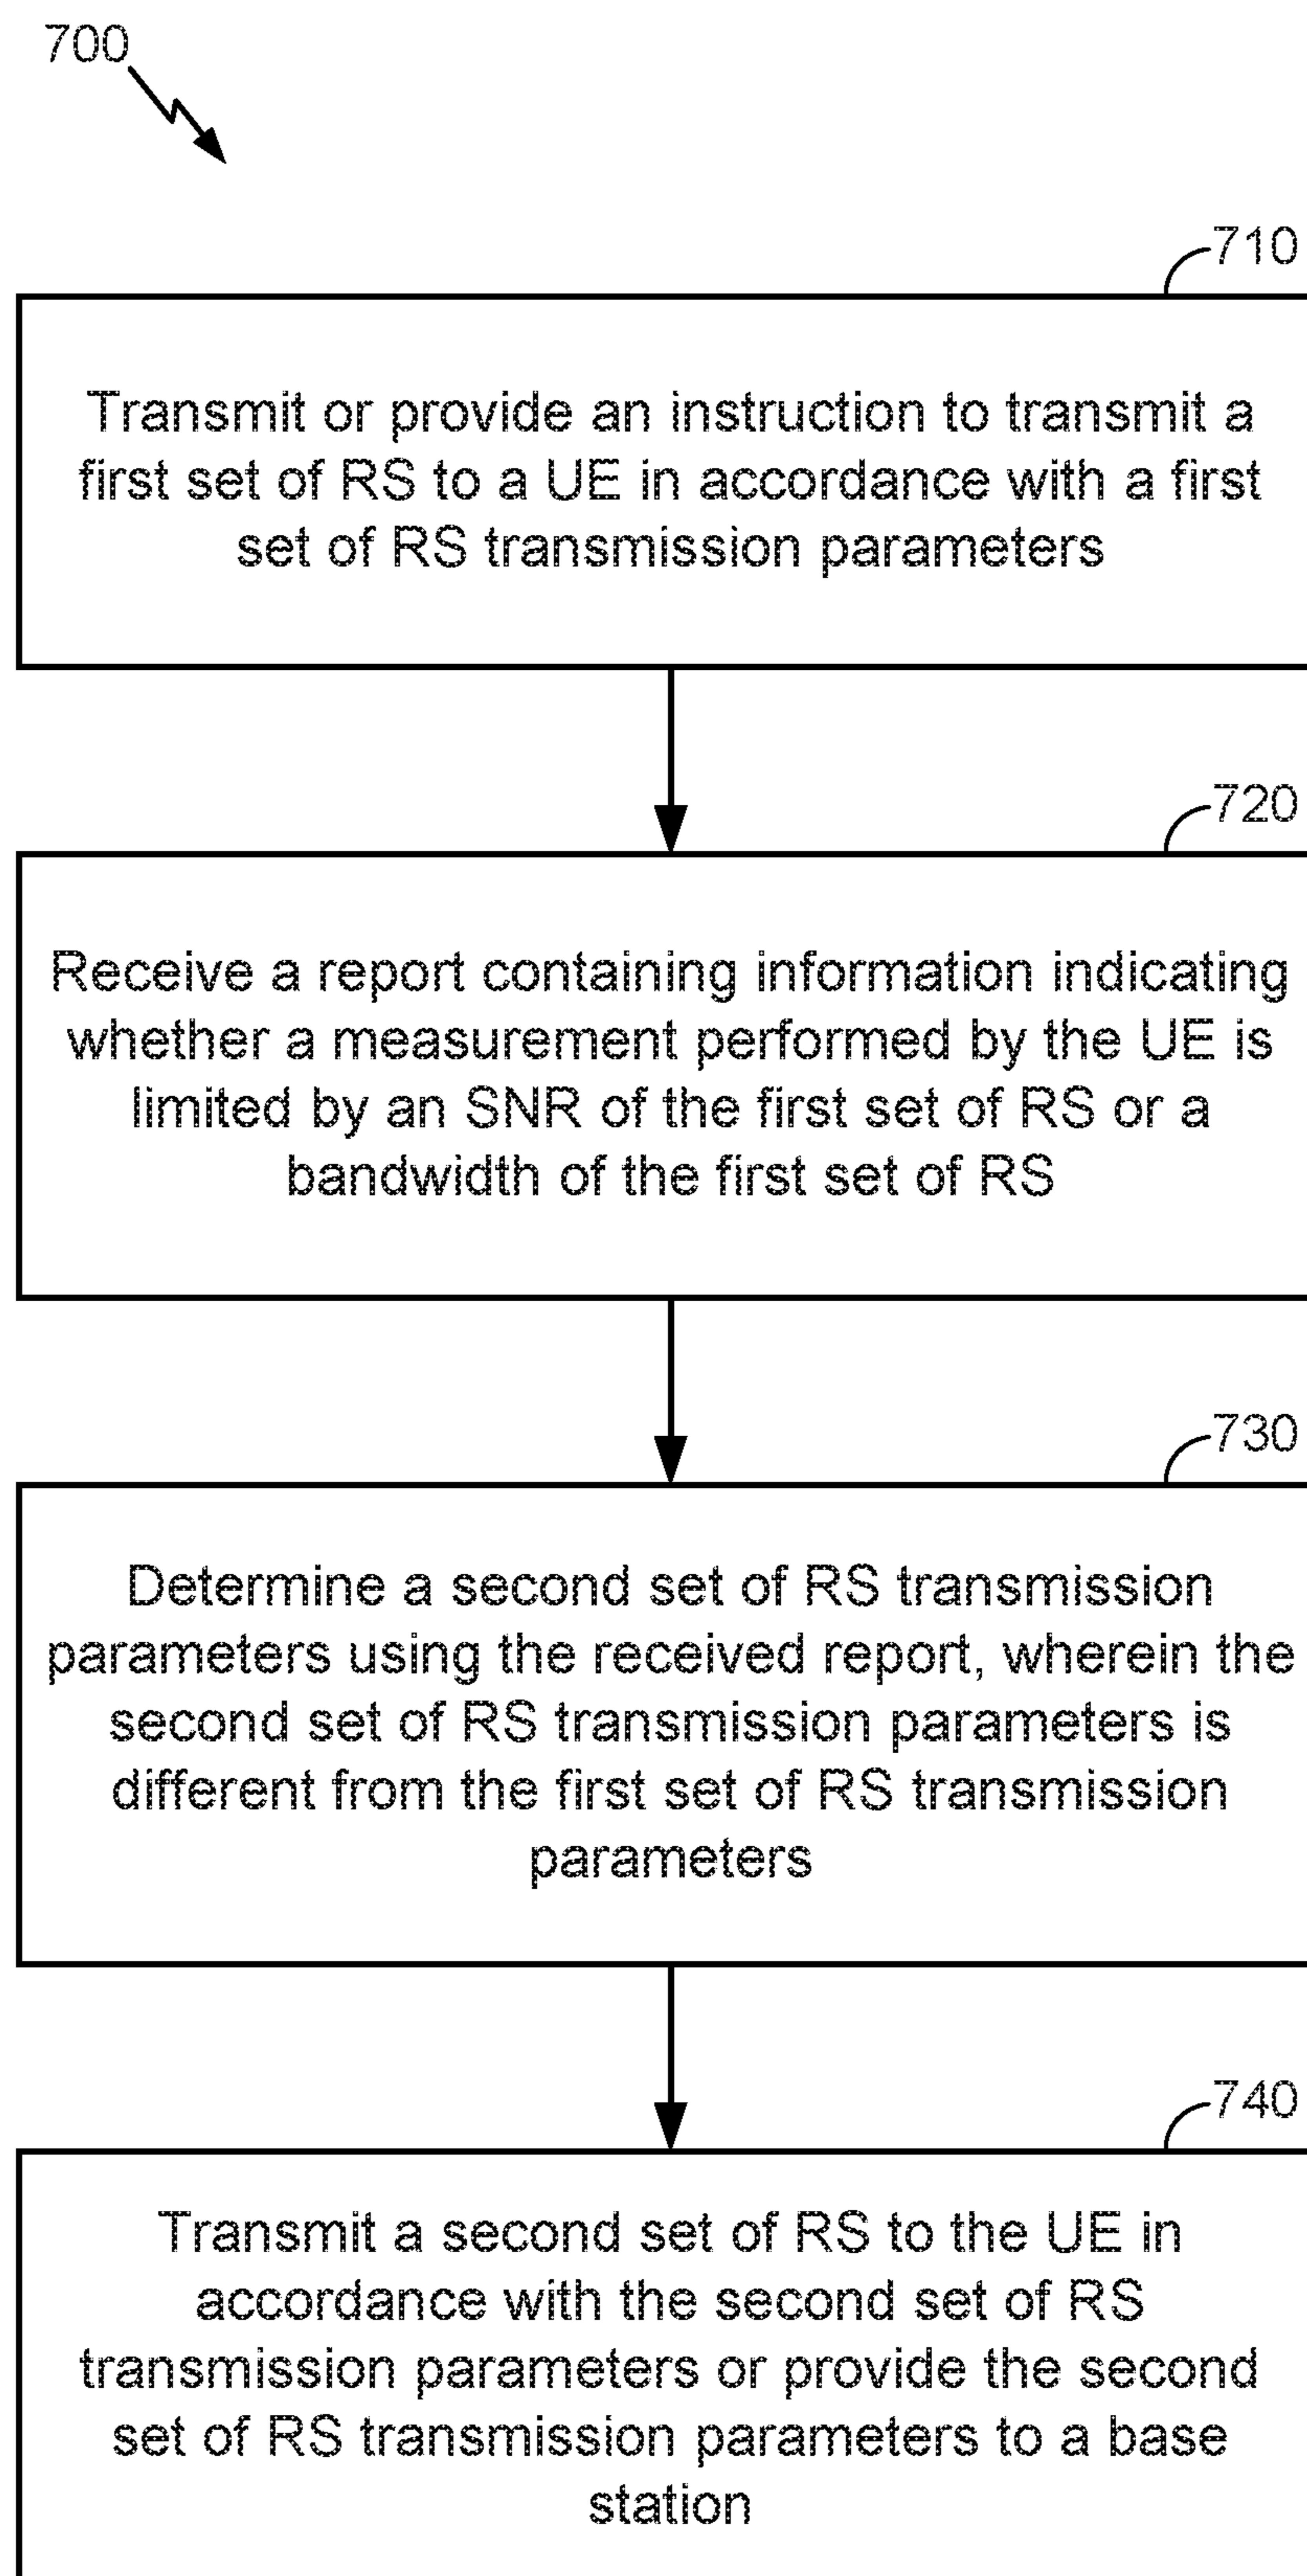 700
710
Transmit or provide an instruction to transmit a
first set of RS to a UE in accordance with a first
set of RS transmission parameters
720
Receive a report containing information indicating
whether a measurement performed by the UE is
limited by an SNR of the first set of RS or a
bandwidth of the first set of RS
730
Determine a second set of RS transmission
parameters using the received report, wherein the
second set of RS transmission parameters is
different from the first set of RS transmission
parameters
740
Transmit a second set of RS to the UE in
accordance with the second set of RS
transmission parameters or provide the second
set of RS transmission parameters to a base
station